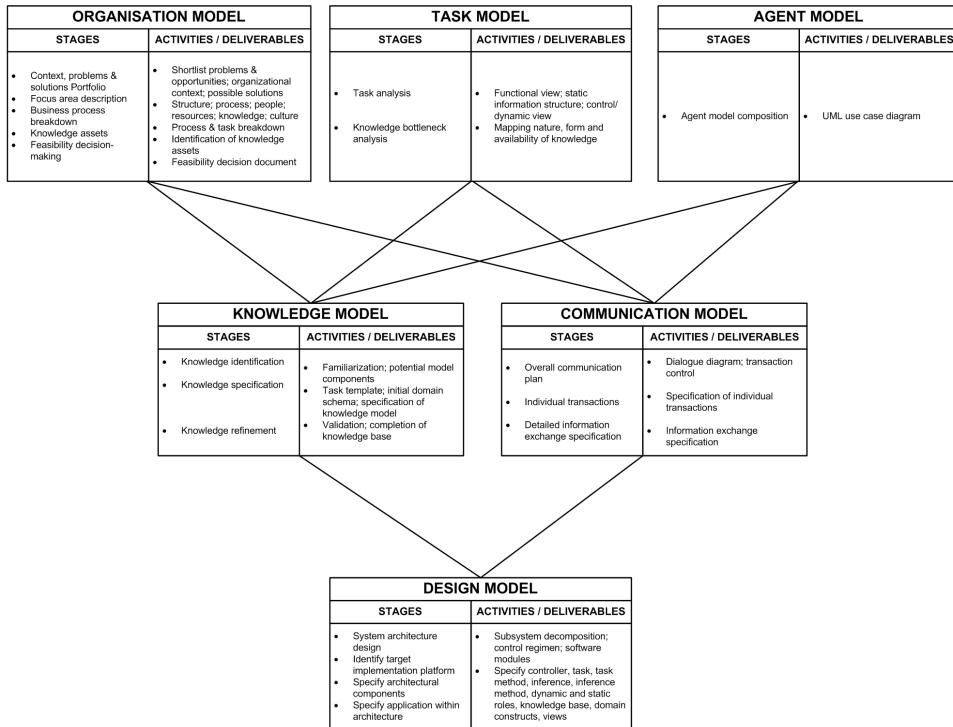 ORGANISATION MODEL
STAGES
ACTIVITIES / DELIVERABLES
• Context, problems &
solutions Portfolio
• Focus area description
• Business process
breakdown
• Knowledge assets
• Feasibility decision-
making
• Shortlist problems &
opportunities; organizational
context; possible solutions
• Structure; process; people;
resources; knowledge; culture
• Process & task breakdown
• Identification of knowledge
assets
• Feasibility decision document
TASK MODEL
STAGES
ACTIVITIES / DELIVERABLES
• Task analysis
• Knowledge bottleneck
analysis
• Functional view; static
information structure; control/
dynamic view
• Mapping nature, form and
availability of knowledge
AGENT MODEL
STAGES
ACTIVITIES / DELIVERABLES
• Agent model composition
• UML use case diagram
KNOWLEDGE MODEL
STAGES
ACTIVITIES / DELIVERABLES
• Knowledge identification
• Knowledge specification
• Knowledge refinement
• Familiarization; potential model
components
• Task template; initial domain
schema; specification of
knowledge model
• Validation; completion of
knowledge base
COMMUNICATION MODEL
STAGES
ACTIVITIES / DELIVERABLES
• Overall communication
plan
• Individual transactions
• Detailed information
exchange specification
• Dialogue diagram; transaction
control
• Specification of individual
transactions
• Information exchange
specification
DESIGN MODEL
STAGES
ACTIVITIES / DELIVERABLES
• System architecture
design
• Identify target
implementation platform
• Specify architectural
components
• Specify application within
architecture
• Subsystem decomposition;
control regimen; software
modules
• Specify controller, task, task
method, inference, inference
method, dynamic and static
roles, knowledge base, domain
constructs, views